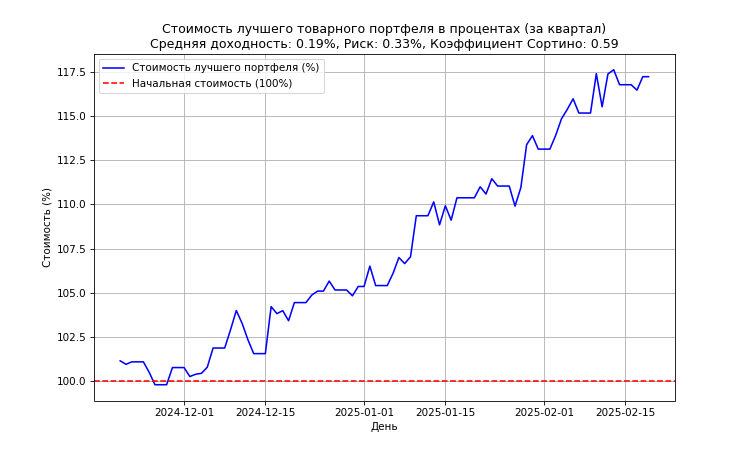 Стоимость лучшего товарного портфеля в процентах (за квартал)
Средняя доходность: 0.19%, Риск: 0.33%, Коэффициент Сортино: 0.59
Стоимость лучшего портфеля (%)
Начальная стоимость (100%)
Стоимость (%)
117.5
115.0
112.5
110.0
107.5
105.0
102.5
100.0
2024-12-01 2024-12-15 2025-01-01 2025-01-15 2025-02-01 2025-02-15
День